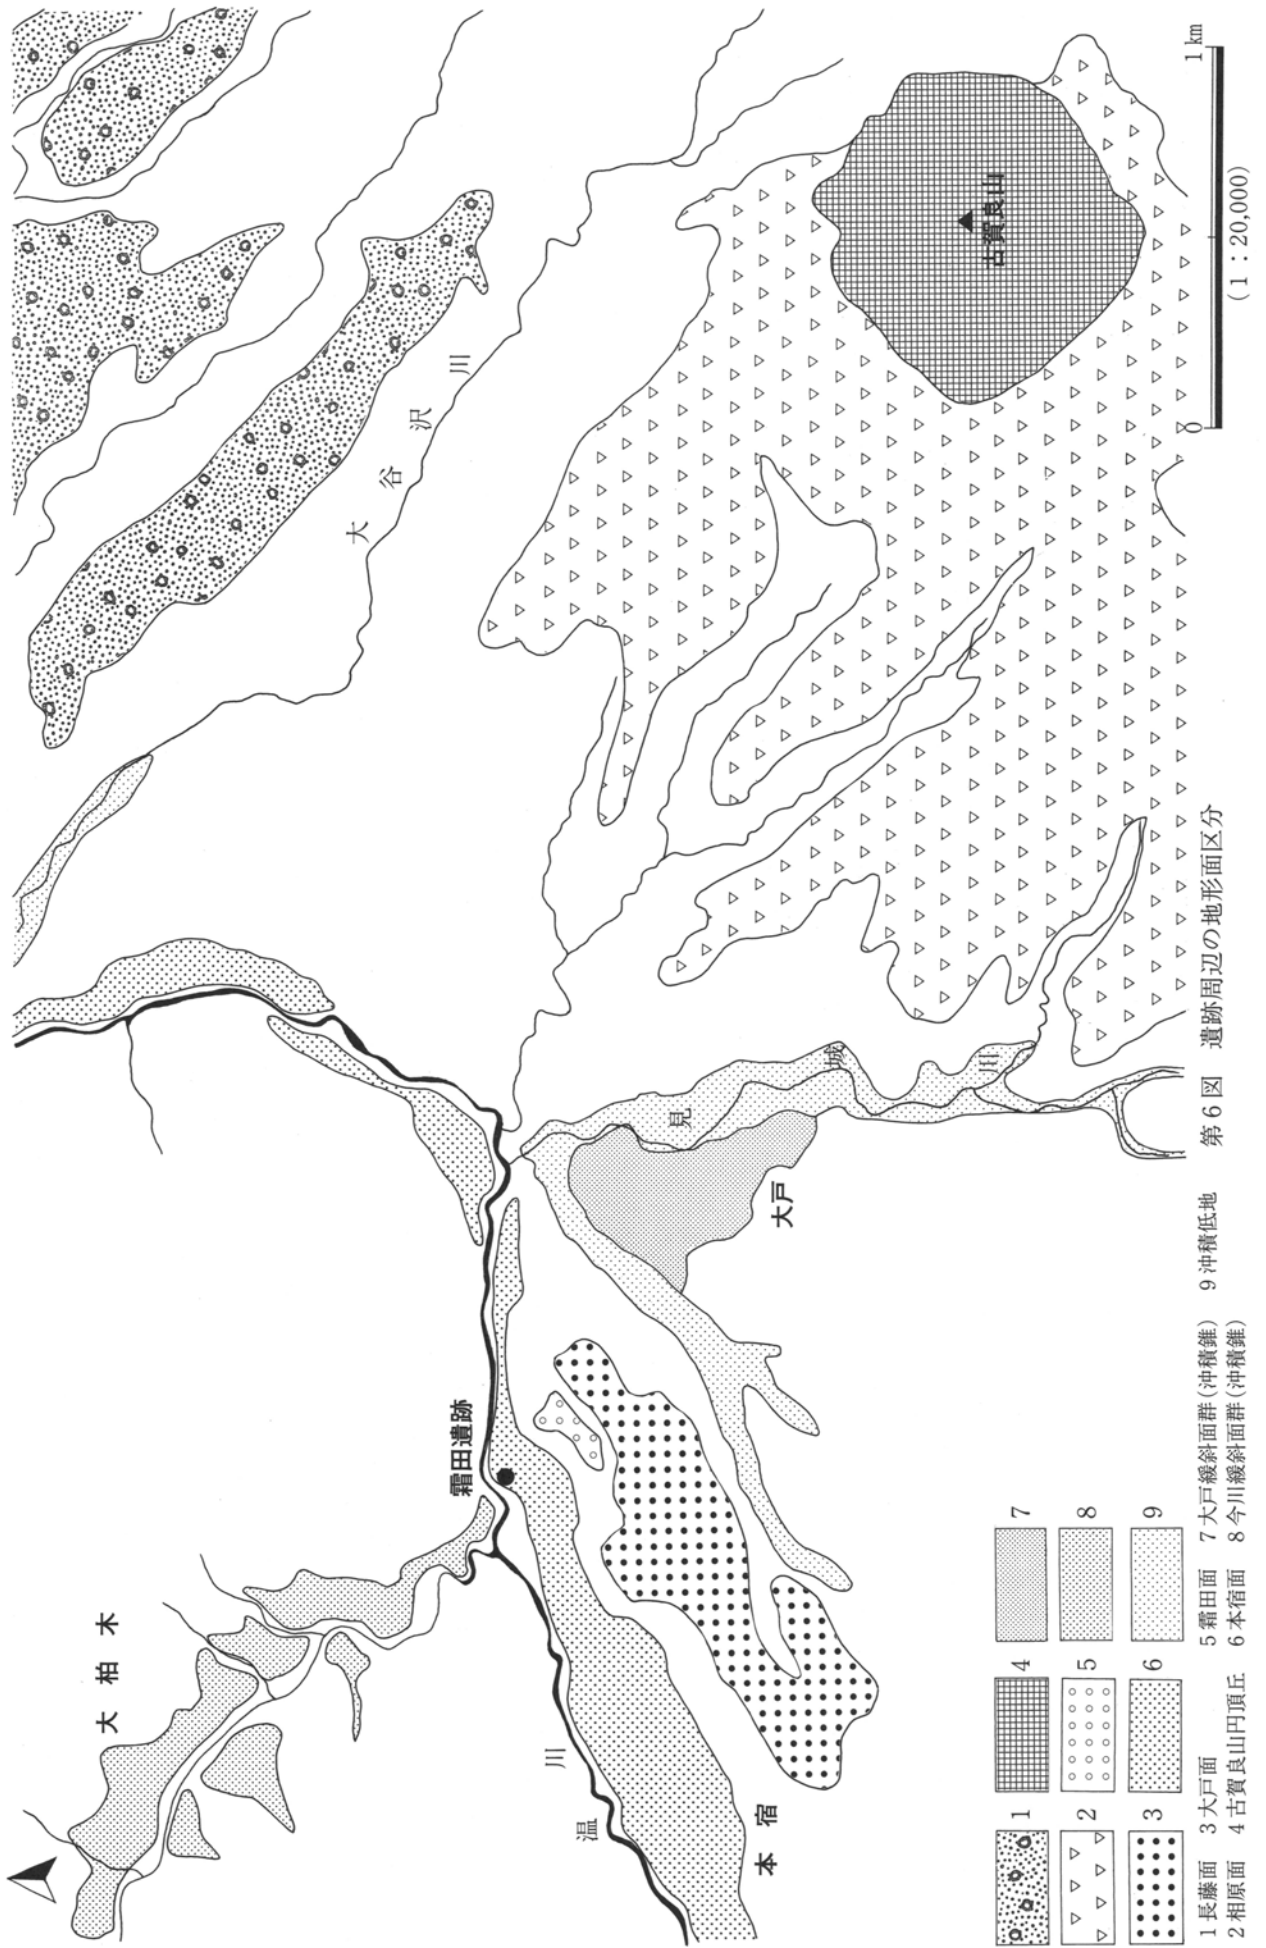 大柏木
霜田遺跡
大谷沢川
温川
本宿
大戸
見城川
古賀良山
0
1km
(1：20,000)
1
2
3
4
5
6
7
8
9
1長藤面 3大戸面 5霜田面 7大戸緩斜面群(沖積錐) 9沖積低地
2相原面 4古賀良山円頂丘 6本宿面 8今川緩斜面群(沖積錐)
第6図 遺跡周辺の地形面区分